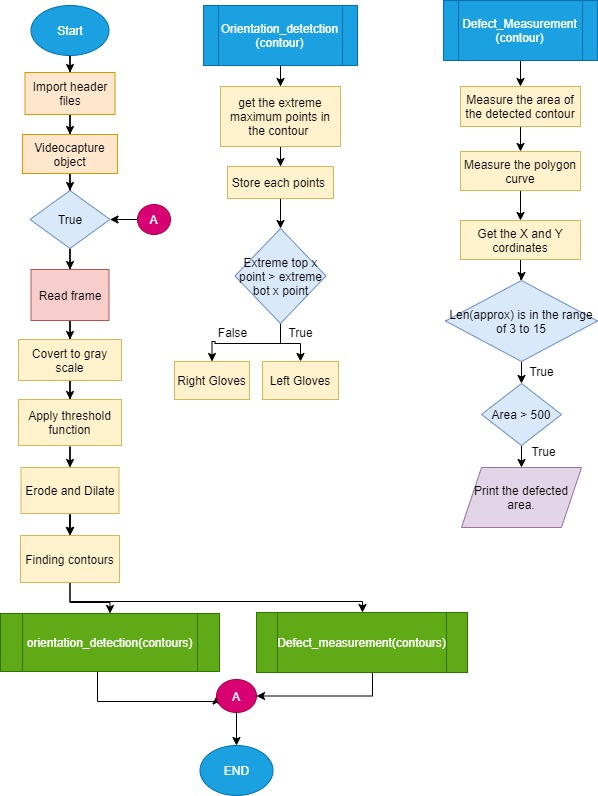 Start
Import header
files
Videocapture
object
True
A
Read frame
Covert to gray
scale
Apply threshold
function
Erode and Dilate
Finding contours
orientation_detection(contours)
Defect_measurement(contours)
A
END
Orientation_detetction
(contour)
get the extreme
maximum points in
the contour
Store each points
Extreme top x
point > extreme
bot x point
False
True
Right Gloves
Left Gloves
Defect_Measurement
(contour)
Measure the area of
the detected contour
Measure the polygon
curve
Get the X and Y
cordinates
Len(approx) is in the range
of 3 to 15
True
Area > 500
True
Print the defected
area.